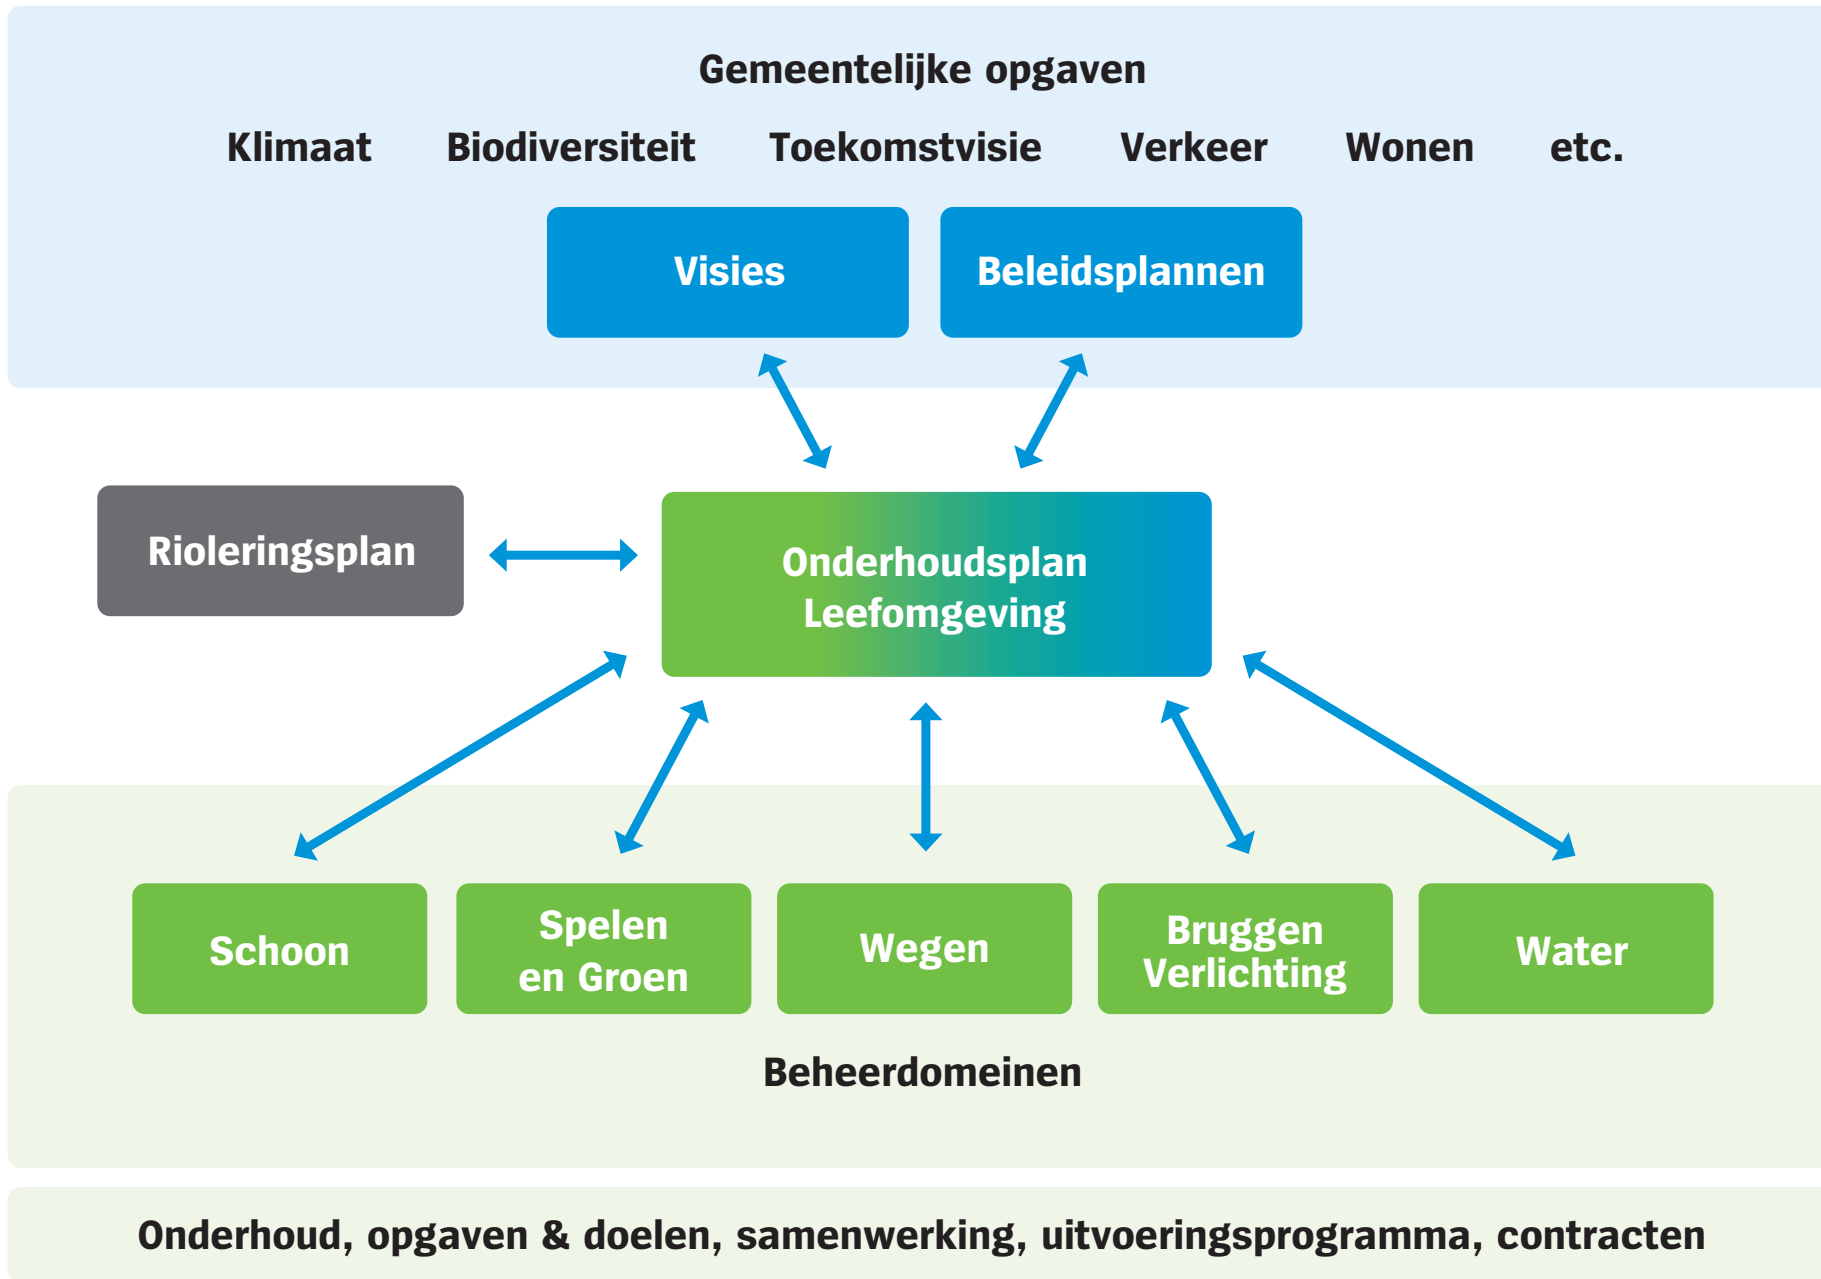 Gemeentelijke opgaven
Klimaat Biodiversiteit Toekomstvisie Verkeer Wonen etc.
Visies
Beleidsplannen
Rioleringsplan
Onderhoudsplan
Leefomgeving
Schoon
Spelen
en Groen
Wegen
Bruggen
Verlichting
Water
Beheerdomeinen
Onderhoud, opgaven & doelen, samenwerking, uitvoeringsprogramma, contracten